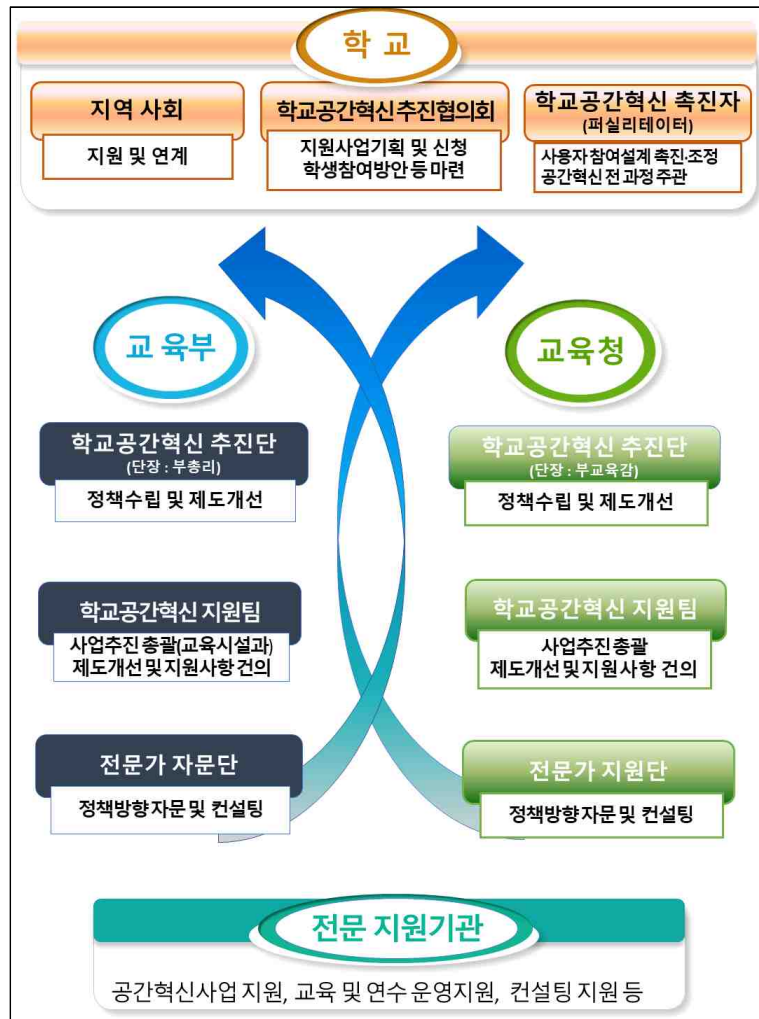 학 교
지역 사회
지원 및 연계
학교공간혁신추진협의회
지원사업기획 및 신청
학생참여방안 등 마련
학교공간혁신 촉진자
(퍼실리테이터)
사용자 참여설계 촉진·조정
공간혁신 전 과정 주관
교육부
학교공간혁신 추진단
(단장 : 부총리)
정책수립 및 제도개선
학교공간혁신 지원팀
사업추진 총괄(교육시설과)
제도개선 및 지원사항 건의
전문가 자문단
정책방향 자문 및 컨설팅
교육청
학교공간혁신 추진단
(단장 : 부교육감)
정책수립 및 제도개선
학교공간혁신 지원팀
사업추진 총괄
제도개선 및 지원사항 건의
전문가 지원단
정책방향 자문 및 컨설팅
전문 지원기관
공간혁신사업 지원, 교육 및 연수 운영지원, 컨설팅 지원 등